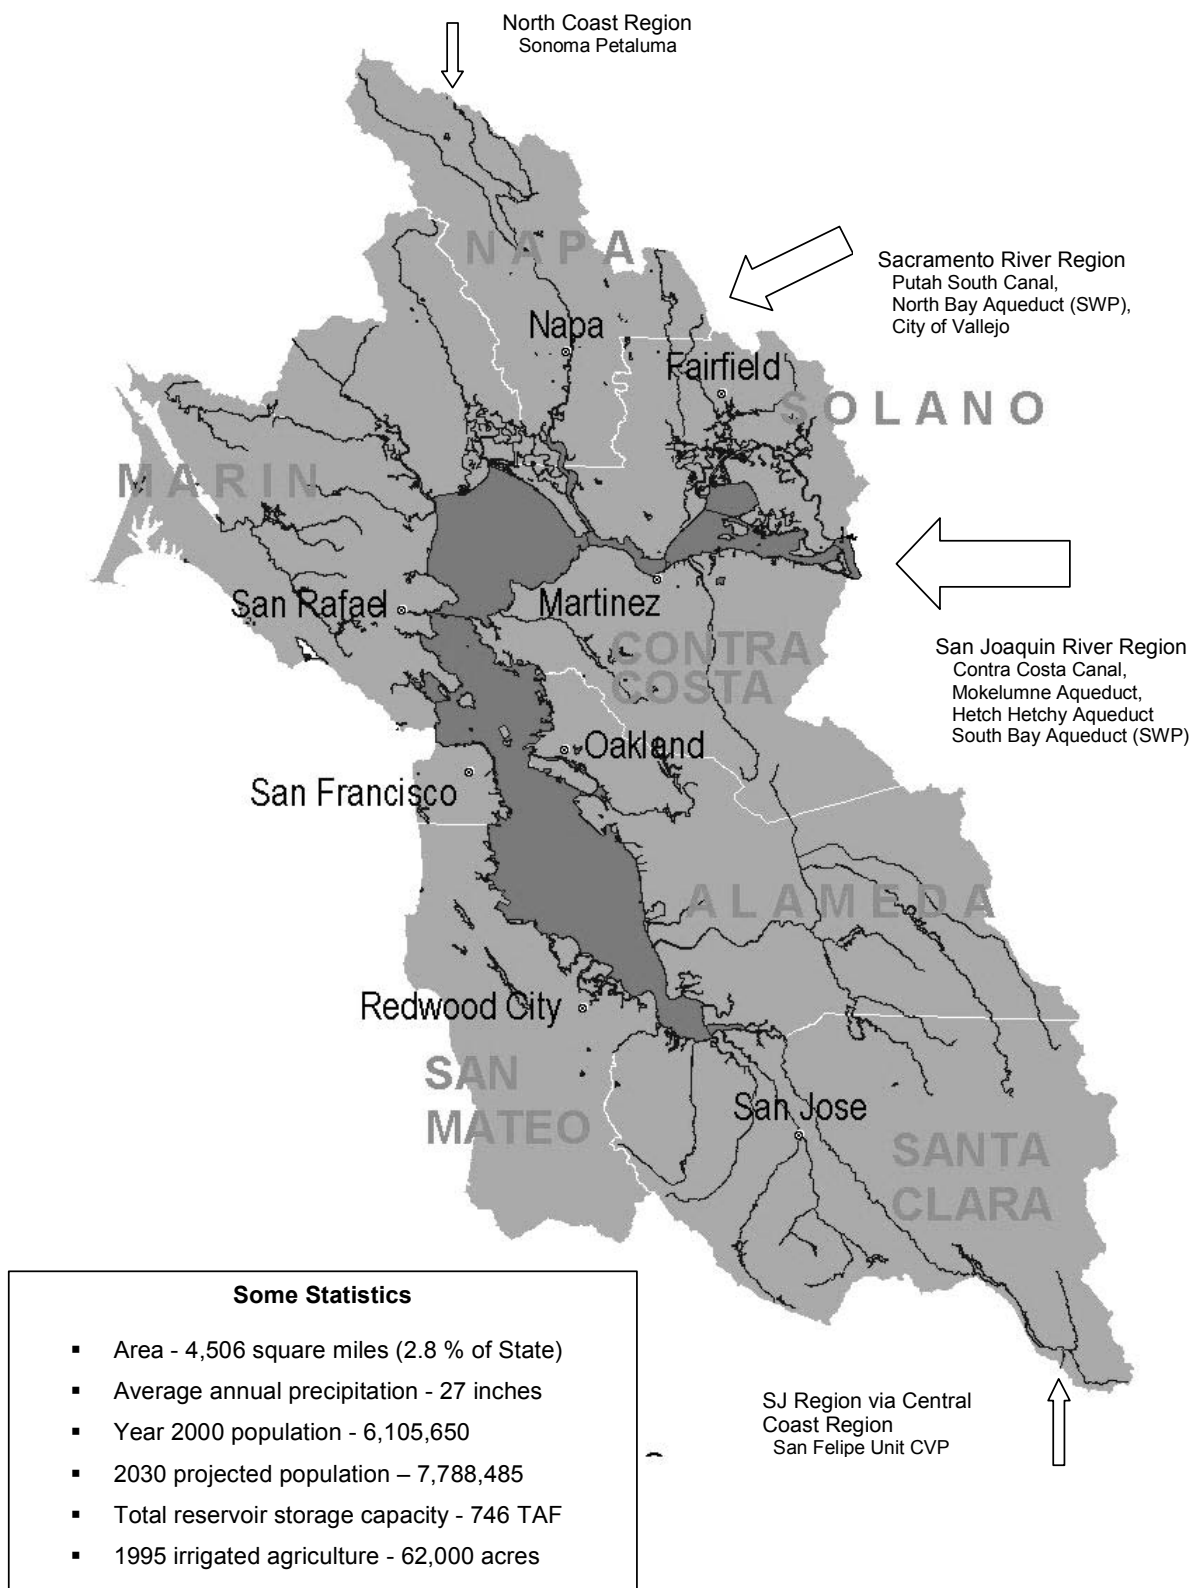 North Coast Region
Sonoma Petaluma
NAPA
Sacramento River Region
Putah South Canal,
North Bay Aqueduct (SWP),
City of Vallejo
Napa
Fairfield
SOLANO
MARIN
San Rafael
Martinez
CONTRA
COSTA
San Joaquin River Region
Contra Costa Canal,
Mokelumne Aqueduct,
Hetch Hetchy Aqueduct
South Bay Aqueduct (SWP)
Oakland
San Francisco
ALAMEDA
Redwood City
SAN
MATEO
San Jose
SANTA
CLARA
Some Statistics
▪ Area - 4,506 square miles (2.8 % of State)
▪ Average annual precipitation - 27 inches
▪ Year 2000 population - 6,105,650
▪ 2030 projected population – 7,788,485
▪ Total reservoir storage capacity - 746 TAF
▪ 1995 irrigated agriculture - 62,000 acres
SJ Region via Central
Coast Region
San Felipe Unit CVP